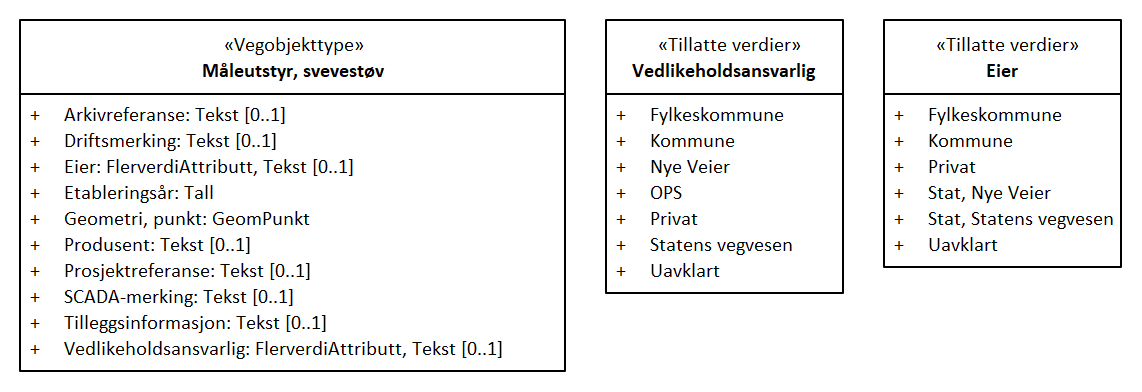 «Vegobjekttype»
Måleutstyr, svevestøv
+ Arkivreferanse: Tekst [0..1]
+ Driftsmerking: Tekst [0..1]
+ Eier: FlerverdiAttributt, Tekst [0..1]
+ Etableringsår: Tall
+ Geometri, punkt: GeomPunkt
+ Produsent: Tekst [0..1]
+ Prosjektreferanse: Tekst [0..1]
+ SCADA-merking: Tekst [0..1]
+ Tilleggsinformasjon: Tekst [0..1]
+ Vedlikeholdsansvarlig: FlerverdiAttributt, Tekst [0..1]
«Tillatte verdier»
Vedlikeholdsansvarlig
+ Fylkeskommune
+ Kommune
+ Nye Veier
+ OPS
+ Privat
+ Statens vegvesen
+ Uavklart
«Tillatte verdier»
Eier
+ Fylkeskommune
+ Kommune
+ Privat
+ Stat, Nye Veier
+ Stat, Statens vegvesen
+ Uavklart